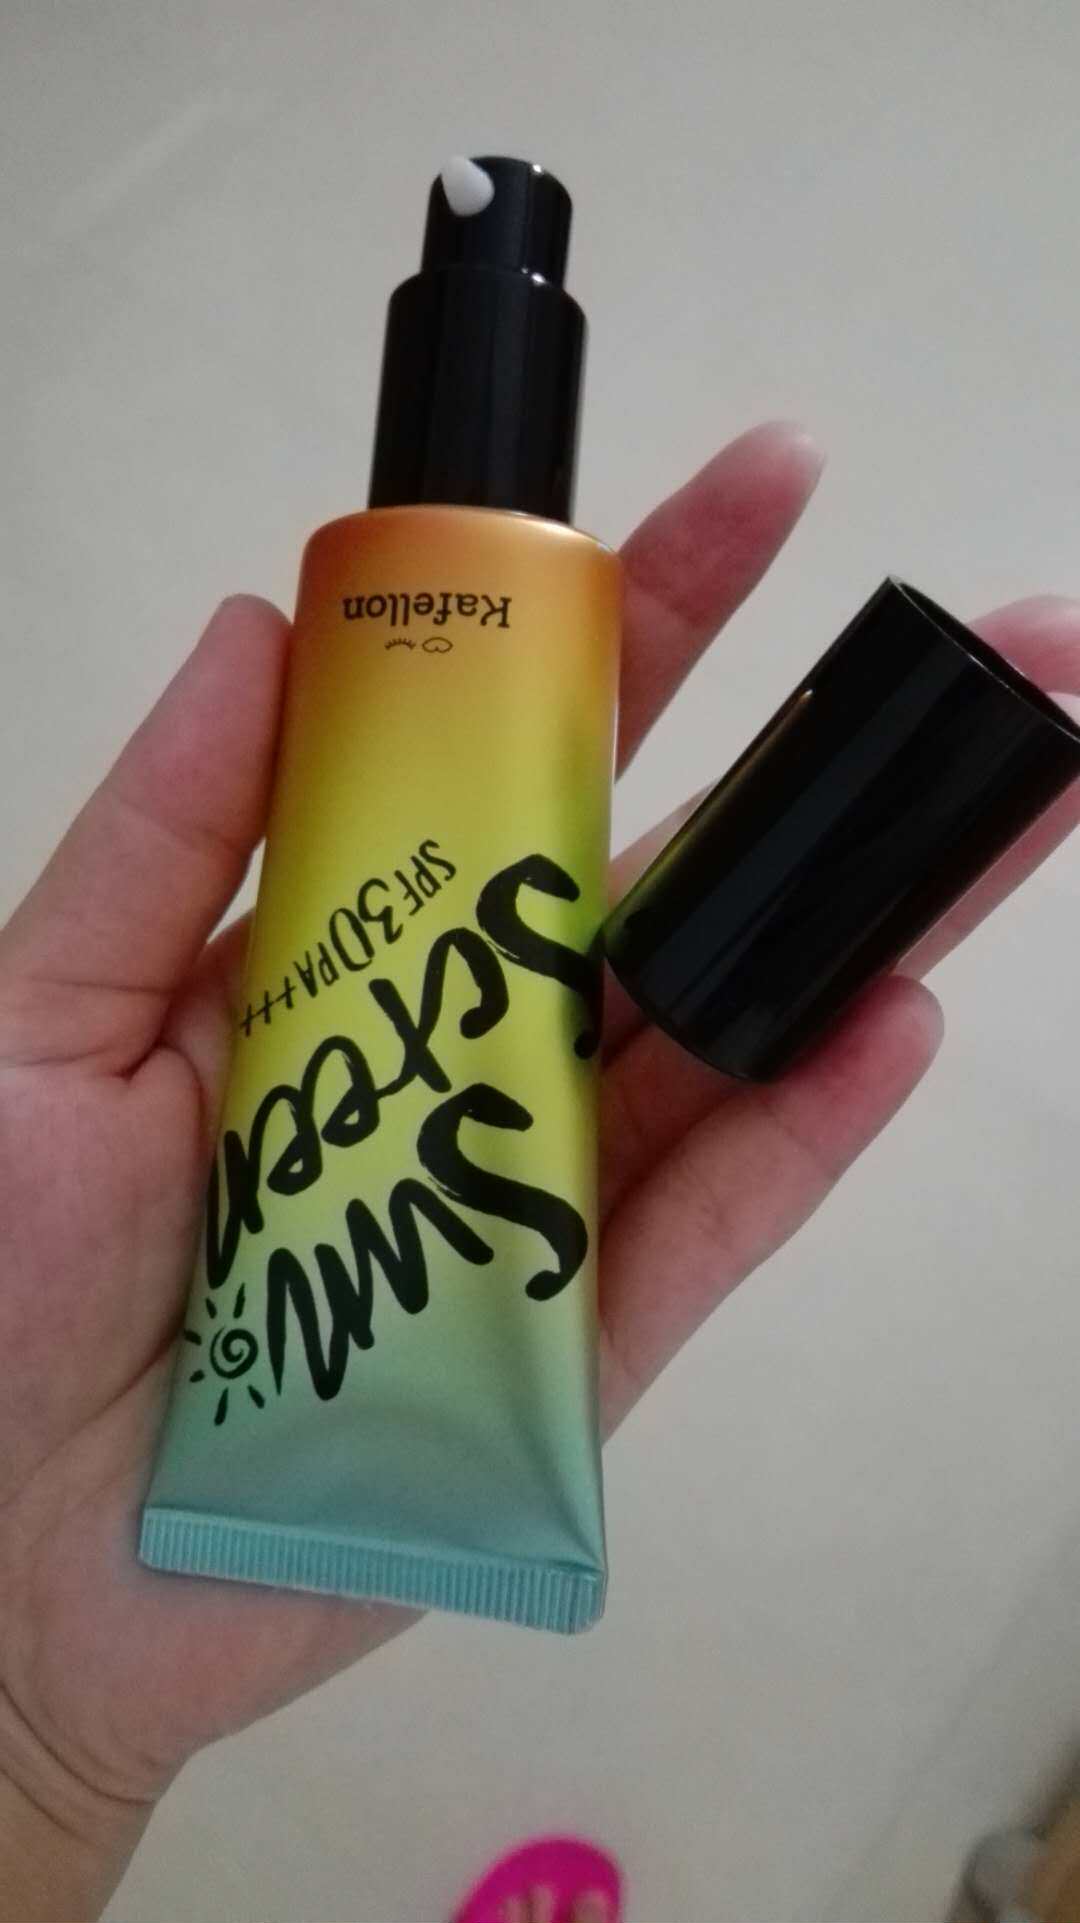 Sun
Screen
SPF30PA+++
Kafellon